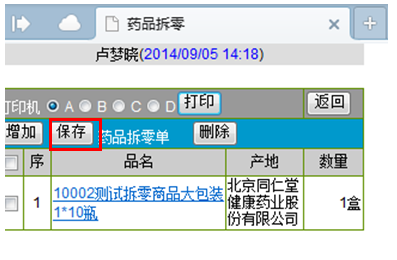 药品拆零
卢梦晓(2014/09/05 14:18)
打印机 A B C D 打印 返回
增加 保存 药品拆零单 删除
序 品名 产地 数量
1 10002测试拆零商品大包装 北京同仁堂 1盒
1*10瓶 健康药业股
份有限公司